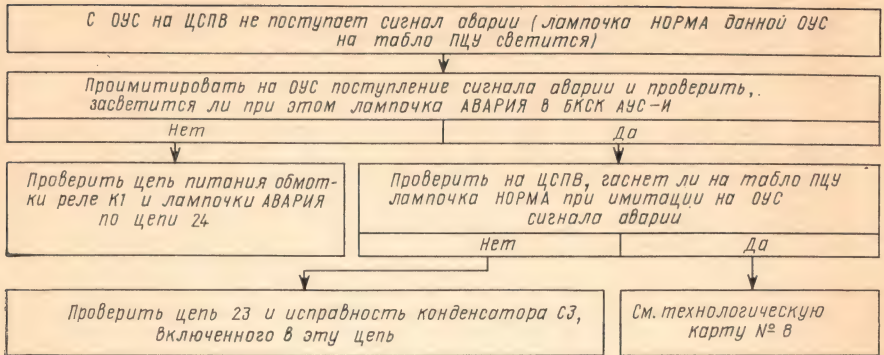 С ОУС на ЦСПВ не поступает сигнал аварии (лампочка НОРМА данной ОУС
на табло ПЦУ светится)
Проимитировать на ОУС поступление сигнала аварии и проверить,.
засветится ли при этом лампочка АВАРИЯ в БКСК АУС-И
Нет
Да
Проверить цепь питания обмот-
ки реле К1 и лампочки АВАРИЯ
по цепи 24
Проверить на ЦСПВ, гаснет ли на табло ПЦУ
лампочка НОРМА при имитации на ОУС
сигнала аварии
Нет
Да
Проверить цепь 23 и исправность конденсатора С3,
включенного в эту цепь
См. технологическую
карту № 8